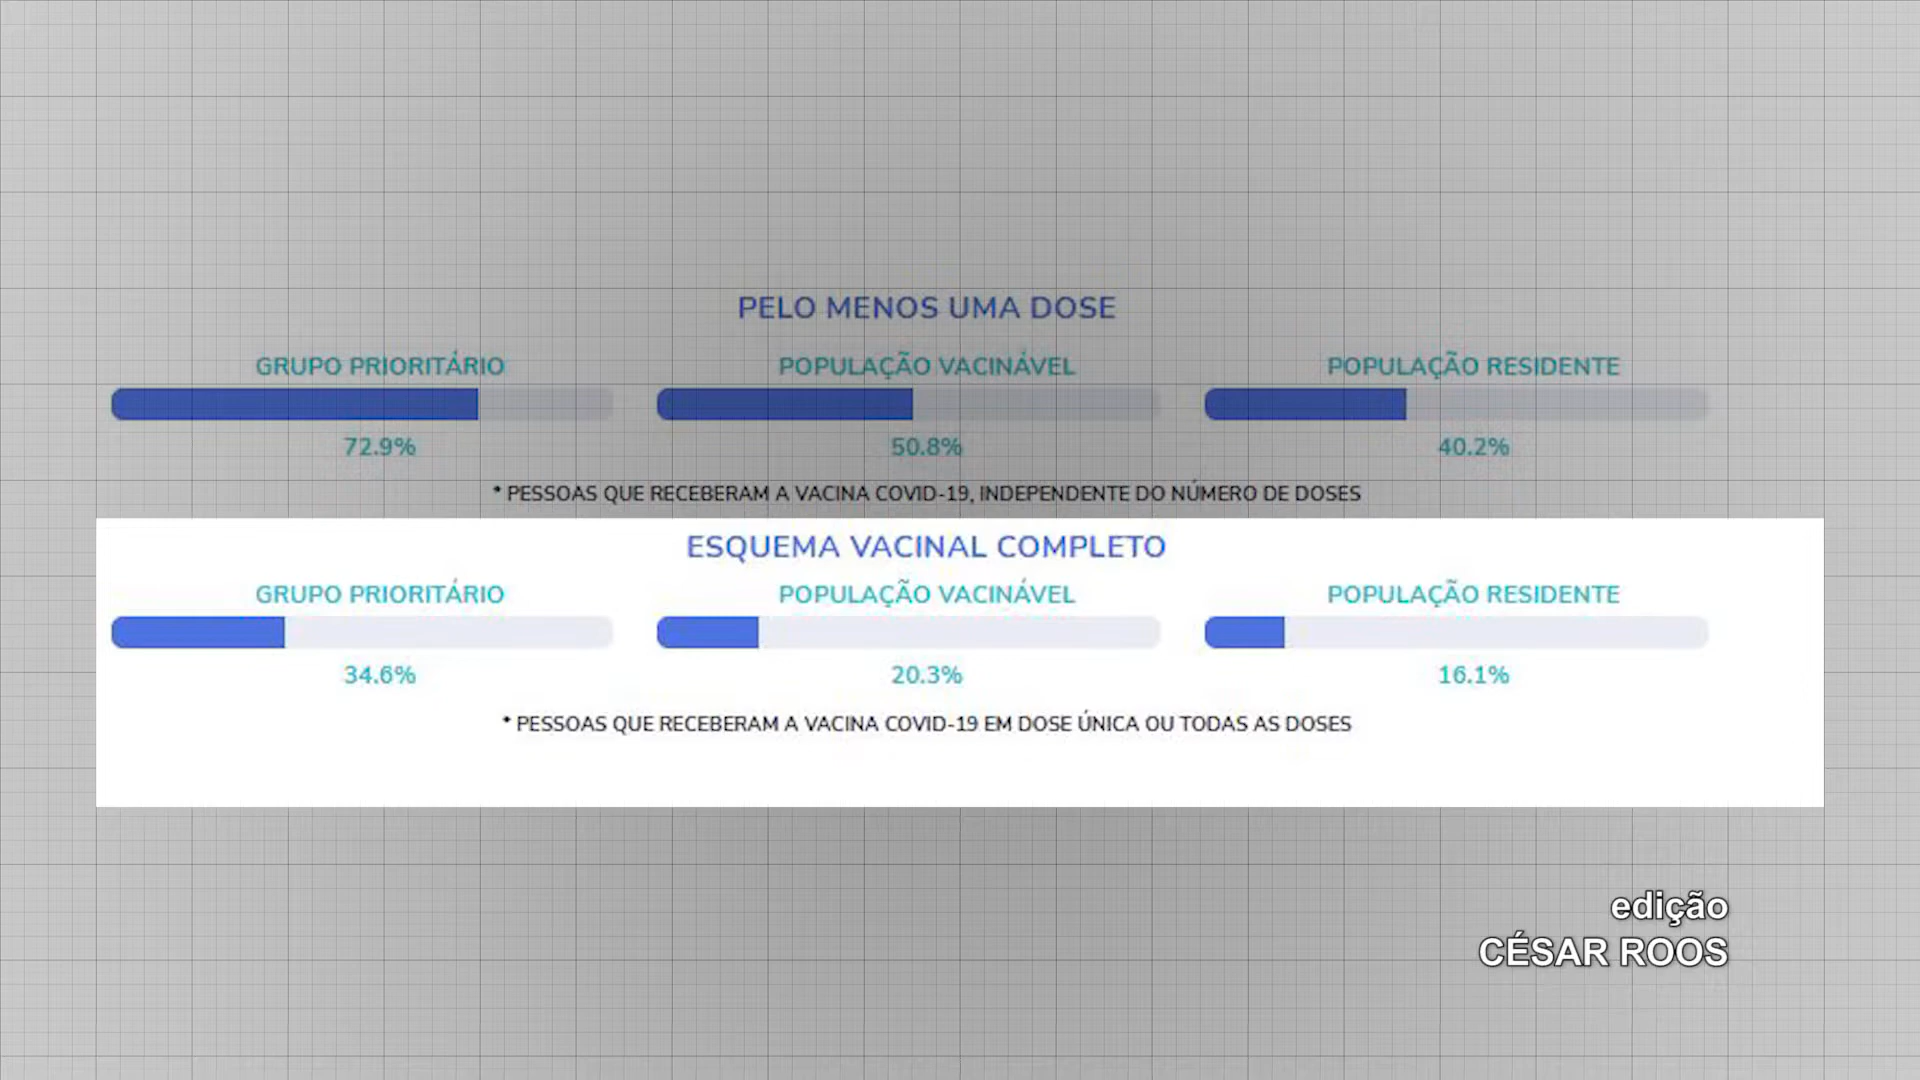 PELO MENOS UMA DOSE
GRUPO PRIORITÁRIO POPULAÇÃO VACINÁVEL POPULAÇÃO RESIDENTE
72.9% 50.8% 40.2%
* PESSOAS QUE RECEBERAM A VACINA COVID-19, INDEPENDENTE DO NÚMERO DE DOSES
ESQUEMA VACINAL COMPLETO
GRUPO PRIORITÁRIO POPULAÇÃO VACINÁVEL POPULAÇÃO RESIDENTE
34.6% 20.3% 16.1%
* PESSOAS QUE RECEBERAM A VACINA COVID-19 EM DOSE ÚNICA OU TODAS AS DOSES
edição
CÉSAR ROOS